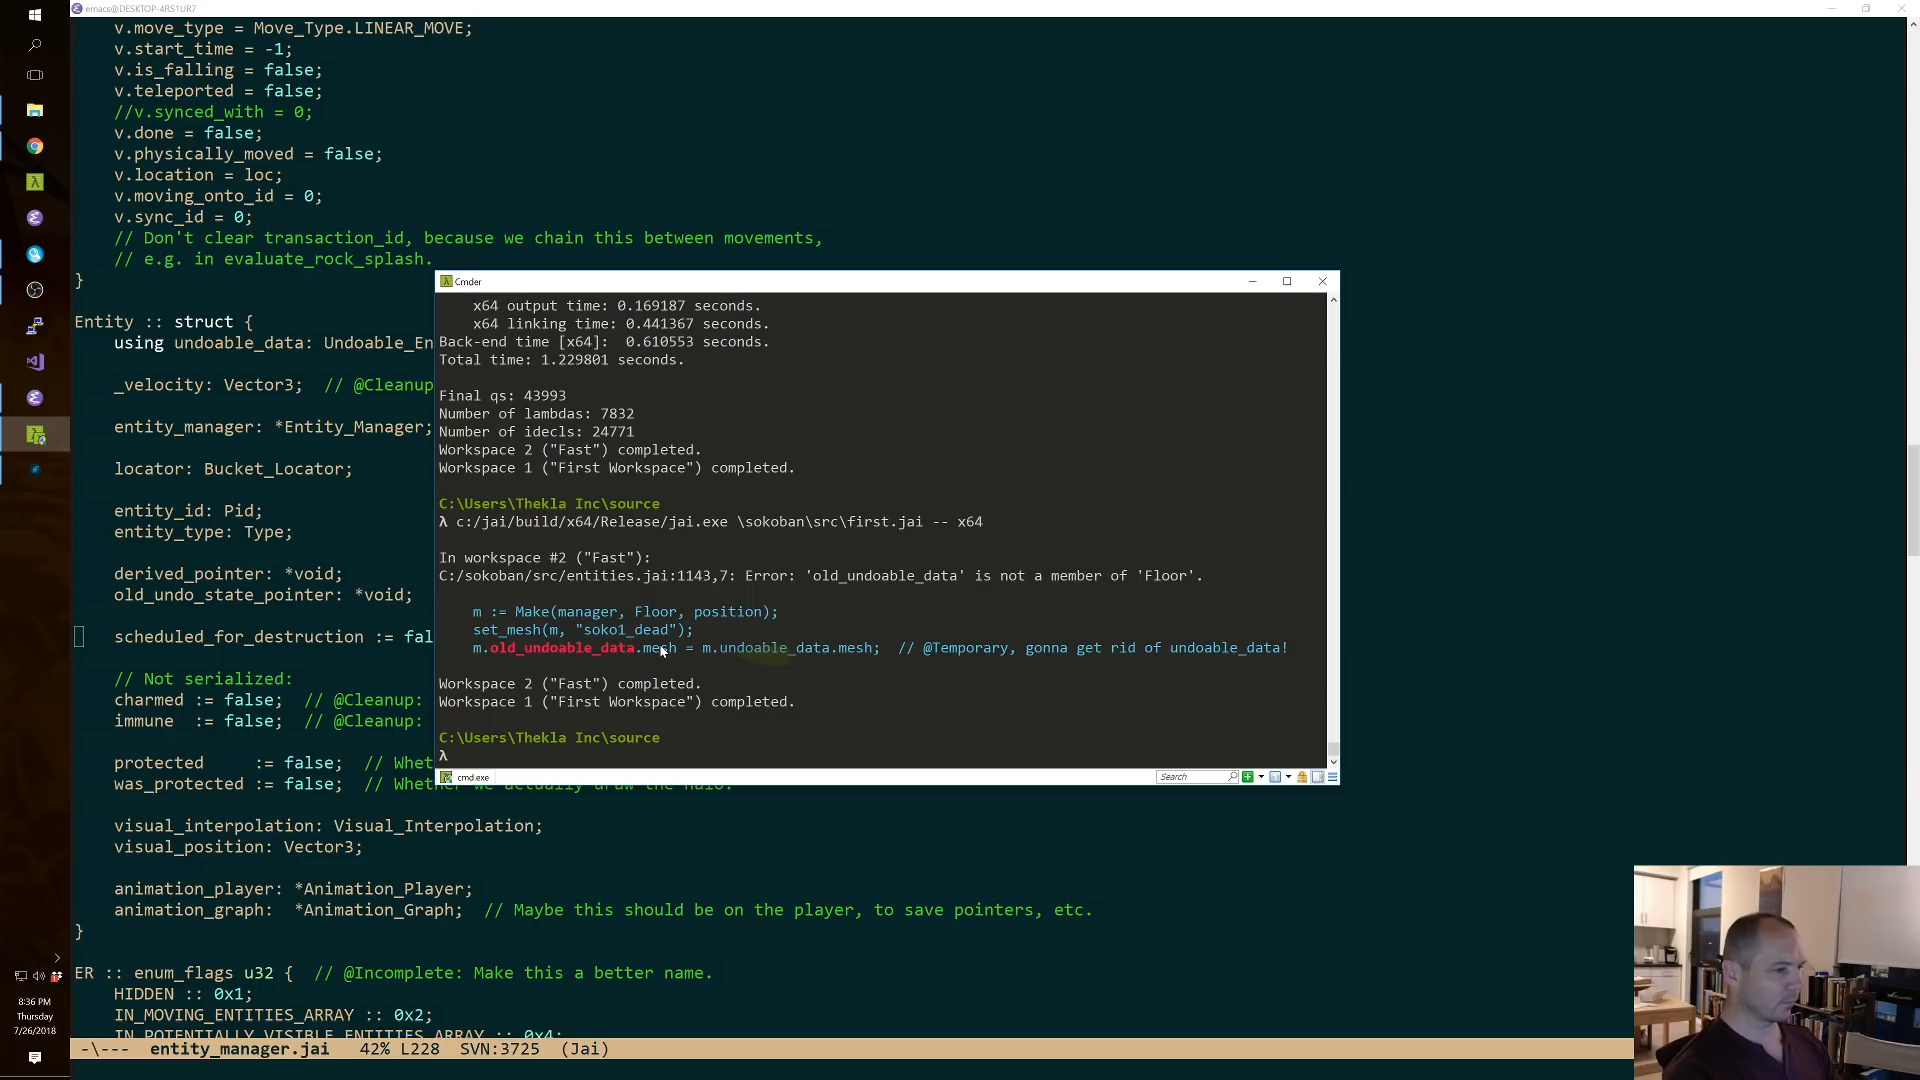 emacs@DESKTOP-4RS1UR7
v.move_type = Move_Type.LINEAR_MOVE;
v.start_time = -1;
v.is_falling = false;
v.teleported = false;
//v.synced_with = 0;
v.done = false;
v.physically_moved = false;
v.location = loc;
v.moving_onto_id = 0;
v.sync_id = 0;
// Don't clear transaction_id, because we chain this between movements,
// e.g. in evaluate_rock_splash.
}
Entity :: struct {
using undoable_data: Undoable_En
_velocity: Vector3;  // @Cleanup
entity_manager: *Entity_Manager;
locator: Bucket_Locator;
entity_id: Pid;
entity_type: Type;
derived_pointer: *void;
old_undo_state_pointer: *void;
scheduled_for_destruction := fal
// Not serialized:
charmed := false;  // @Cleanup:
immune  := false;  // @Cleanup:
protected     := false;  // Whet
was_protected := false;  // Whether we actually draw the halo.
visual_interpolation: Visual_Interpolation;
visual_position: Vector3;
animation_player: *Animation_Player;
animation_graph:  *Animation_Graph;  // Maybe this should be on the player, to save pointers, etc.
}
ER :: enum_flags u32 {  // @Incomplete: Make this a better name.
HIDDEN :: 0x1;
IN_MOVING_ENTITIES_ARRAY :: 0x2;
IN_POTENTIALLY_VISIBLE_ENTITIES_ARRAY :: 0x4;
-\---  entity_manager.jai   42% L228  SVN:3725  (Jai)
Cmder
x64 output time: 0.169187 seconds.
x64 linking time: 0.441367 seconds.
Back-end time [x64]:  0.610553 seconds.
Total time: 1.229801 seconds.
Final qs: 43993
Number of lambdas: 7832
Number of idecls: 24771
Workspace 2 ("Fast") completed.
Workspace 1 ("First Workspace") completed.
C:\Users\Thekla Inc\source
λ c:/jai/build/x64/Release/jai.exe \sokoban\src\first.jai -- x64
In workspace #2 ("Fast"):
C:/sokoban/src/entities.jai:1143,7: Error: 'old_undoable_data' is not a member of 'Floor'.
m := Make(manager, Floor, position);
set_mesh(m, "soko1_dead");
m.old_undoable_data.mesh = m.undoable_data.mesh;  // @Temporary, gonna get rid of undoable_data!
Workspace 2 ("Fast") completed.
Workspace 1 ("First Workspace") completed.
C:\Users\Thekla Inc\source
λ
cmd.exe
Search
8:36 PM
Thursday
7/26/2018